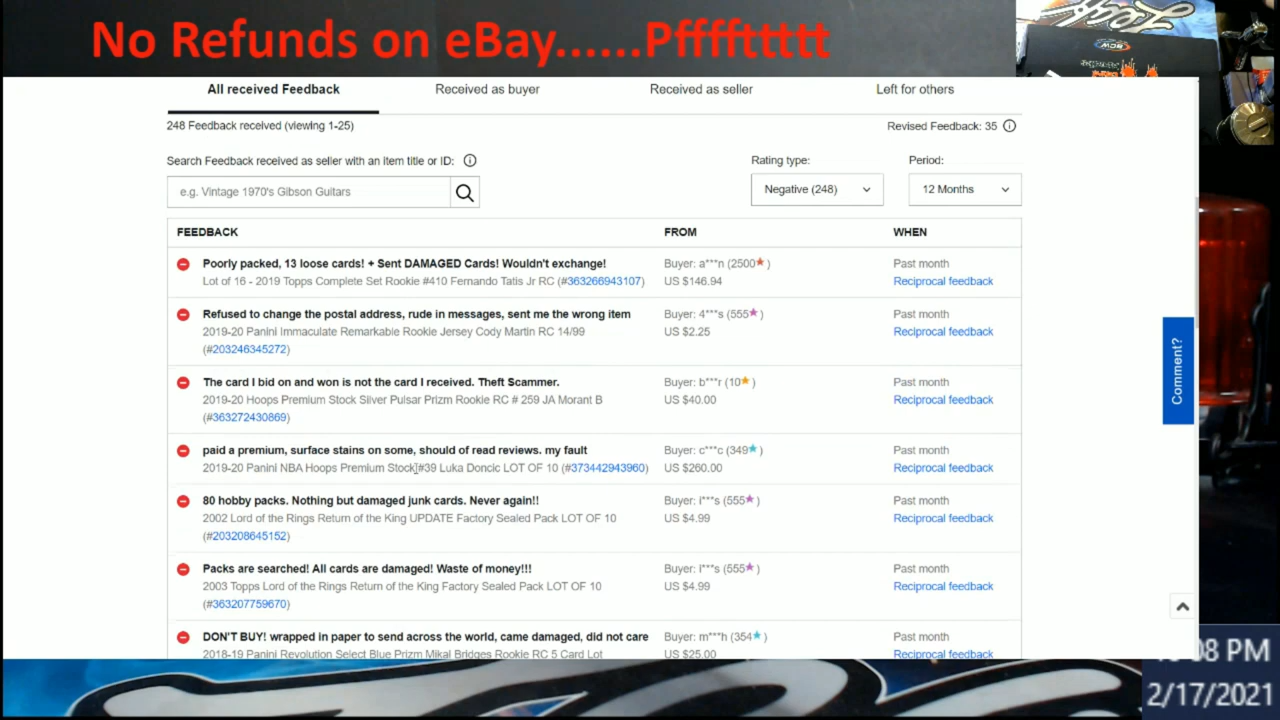 No Refunds on eBay......Pfffftttttt
All received Feedback
Received as buyer
Received as seller
Left for others
248 Feedback received (viewing 1-25)
Revised Feedback: 35
Search Feedback received as seller with an item title or ID:
Rating type:
Period:
e.g. Vintage 1970's Gibson Guitars
Negative (248)
12 Months
FEEDBACK
FROM
WHEN
Poorly packed, 13 loose cards! + Sent DAMAGED Cards! Wouldn't exchange!
Buyer: a***n (2500)
Past month
Lot of 16 - 2019 Topps Complete Set Rookie #410 Fernando Tatis Jr RC (#363266943107)
US $146.94
Reciprocal feedback
Refused to change the postal address, rude in messages, sent me the wrong item
Buyer: 4***s (555)
Past month
2019-20 Panini Immaculate Remarkable Rookie Jersey Cody Martin RC 14/99
US $2.25
Reciprocal feedback
(#203246345272)
The card I bid on and won is not the card I received. Theft Scammer.
Buyer: b***r (10)
Past month
2019-20 Hoops Premium Stock Silver Pulsar Prizm Rookie RC # 259 JA Morant B
US $40.00
Reciprocal feedback
(#363272430869)
paid a premium, surface stains on some, should of read reviews. my fault
Buyer: c***c (349)
Past month
2019-20 Panini NBA Hoops Premium Stock #39 Luka Doncic LOT OF 10 (#373442943960)
US $260.00
Reciprocal feedback
80 hobby packs. Nothing but damaged junk cards. Never again!!
Buyer: i***s (555)
Past month
2002 Lord of the Rings Return of the King UPDATE Factory Sealed Pack LOT OF 10
US $4.99
Reciprocal feedback
(#203208645152)
Packs are searched! All cards are damaged! Waste of money!!!
Buyer: i***s (555)
Past month
2003 Topps Lord of the Rings Return of the King Factory Sealed Pack LOT OF 10
US $4.99
Reciprocal feedback
(#363207759670)
DON'T BUY! wrapped in paper to send across the world, came damaged, did not care
Buyer: m***h (354)
Past month
2018-19 Panini Revolution Select Blue Prizm Mikal Bridges Rookie RC 5 Card Lot
US $25.00
Reciprocal feedback
Comment?
08 PM
2/17/2021